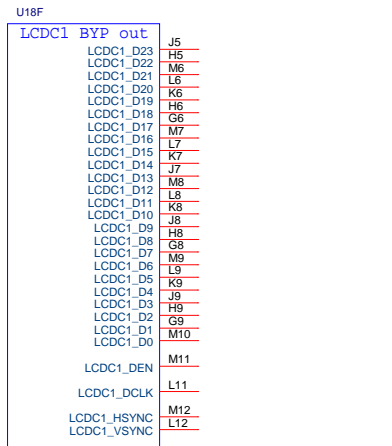 U18F
LCDC1 BYP out
LCDC1_D23 J5
LCDC1_D22 H5
LCDC1_D21 M6
LCDC1_D20 L6
LCDC1_D19 K6
LCDC1_D18 H6
LCDC1_D17 G6
LCDC1_D16 M7
LCDC1_D15 L7
LCDC1_D14 K7
LCDC1_D13 J7
LCDC1_D12 M8
LCDC1_D11 L8
LCDC1_D10 K8
LCDC1_D9 J8
LCDC1_D8 H8
LCDC1_D7 G8
LCDC1_D6 M9
LCDC1_D5 L9
LCDC1_D4 K9
LCDC1_D3 J9
LCDC1_D2 H9
LCDC1_D1 G9
LCDC1_D0 M10
LCDC1_DEN M11
LCDC1_DCLK L11
LCDC1_HSYNC M12
LCDC1_VSYNC L12